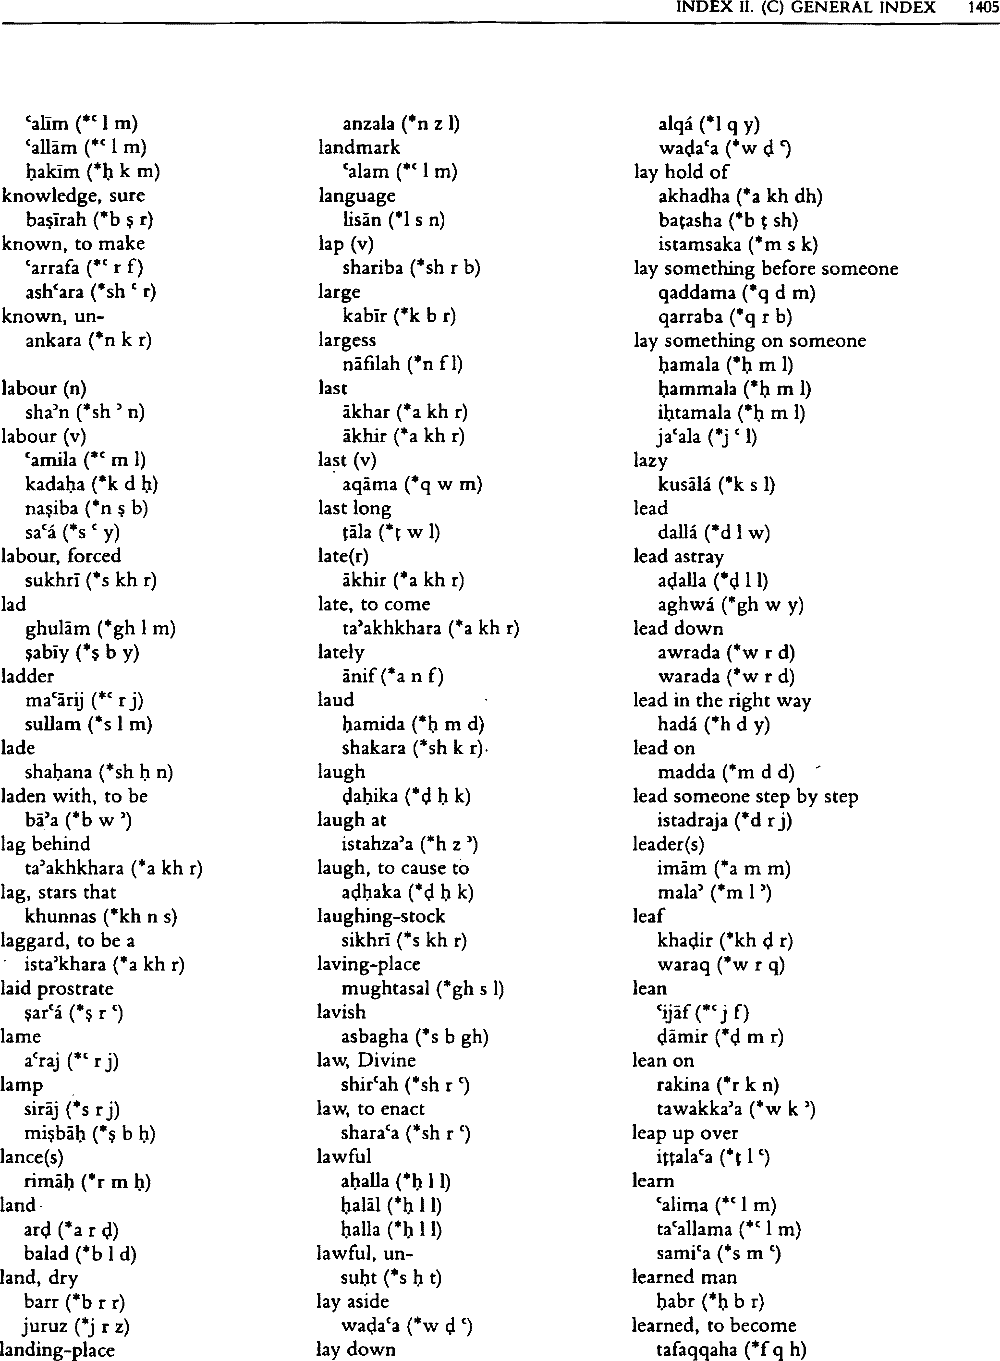 INDEX II. (C) GENERAL INDEX 1405
ʿalīm (*ʿ l m)
ʿallām (*ʿ l m)
ḥakīm (*ḥ k m)
knowledge, sure
baṣīrah (*b ṣ r)
known, to make
ʿarrafa (*ʿ r f)
ashʿara (*sh ʿ r)
known, un-
ankara (*n k r)
labour (n)
shaʾn (*sh ʾ n)
labour (v)
ʿamila (*ʿ m l)
kadaḥa (*k d ḥ)
naṣiba (*n ṣ b)
saʿá (*s ʿ y)
labour, forced
sukhrī (*s kh r)
lad
ghulām (*gh l m)
ṣabīy (*ṣ b y)
ladder
maʿārij (*ʿ r j)
sullam (*s l m)
lade
shaḥana (*sh ḥ n)
laden with, to be
bāʾa (*b w ʾ)
lag behind
taʾakhkhara (*a kh r)
lag, stars that
khunnas (*kh n s)
laggard, to be a
istaʾkhara (*a kh r)
laid prostrate
ṣarʿá (*ṣ r ʿ)
lame
aʿraj (*ʿ r j)
lamp
sirāj (*s r j)
miṣbāḥ (*ṣ b ḥ)
lance(s)
rimāḥ (*r m ḥ)
land
arḍ (*a r ḍ)
balad (*b l d)
land, dry
barr (*b r r)
juruz (*j r z)
landing-place
anzala (*n z l)
landmark
ʿalam (*ʿ l m)
language
lisān (*l s n)
lap (v)
shariba (*sh r b)
large
kabīr (*k b r)
largess
nāfilah (*n f l)
last
ākhar (*a kh r)
ākhir (*a kh r)
last (v)
aqāma (*q w m)
last long
ṭāla (*ṭ w l)
late(r)
ākhir (*a kh r)
late, to come
taʾakhkhara (*a kh r)
lately
ānif (*a n f)
laud
ḥamida (*ḥ m d)
shakara (*sh k r)
laugh
ḍaḥika (*ḍ ḥ k)
laugh at
istahzaʾa (*h z ʾ)
laugh, to cause to
aḍḥaka (*ḍ ḥ k)
laughing-stock
sikhrī (*s kh r)
laving-place
mughtasal (*gh s l)
lavish
asbagha (*s b gh)
law, Divine
shirʿah (*sh r ʿ)
law, to enact
sharaʿa (*sh r ʿ)
lawful
aḥalla (*ḥ l l)
ḥalāl (*ḥ l l)
ḥalla (*ḥ l l)
lawful, un-
suḥt (*s ḥ t)
lay aside
waḍaʿa (*w ḍ ʿ)
lay down
alqá (*l q y)
waḍaʿa (*w ḍ ʿ)
lay hold of
akhadha (*a kh dh)
baṭasha (*b ṭ sh)
istamsaka (*m s k)
lay something before someone
qaddama (*q d m)
qarraba (*q r b)
lay something on someone
ḥamala (*ḥ m l)
ḥammala (*ḥ m l)
iḥtamala (*ḥ m l)
jaʿala (*j ʿ l)
lazy
kusālá (*k s l)
lead
dallá (*d l w)
lead astray
aḍalla (*ḍ l l)
aghwá (*gh w y)
lead down
awrada (*w r d)
warada (*w r d)
lead in the right way
hadá (*h d y)
lead on
madda (*m d d)
lead someone step by step
istadraja (*d r j)
leader(s)
imām (*a m m)
malaʾ (*m l ʾ)
leaf
khaḍir (*kh ḍ r)
waraq (*w r q)
lean
ʿijāf (*ʿ j f)
ḍāmir (*ḍ m r)
lean on
rakina (*r k n)
tawakkaʾa (*w k ʾ)
leap up over
iṭṭalaʿa (*ṭ l ʿ)
learn
ʿalima (*ʿ l m)
taʿallama (*ʿ l m)
samiʿa (*s m ʿ)
learned man
ḥabr (*ḥ b r)
learned, to become
tafaqqaha (*f q h)